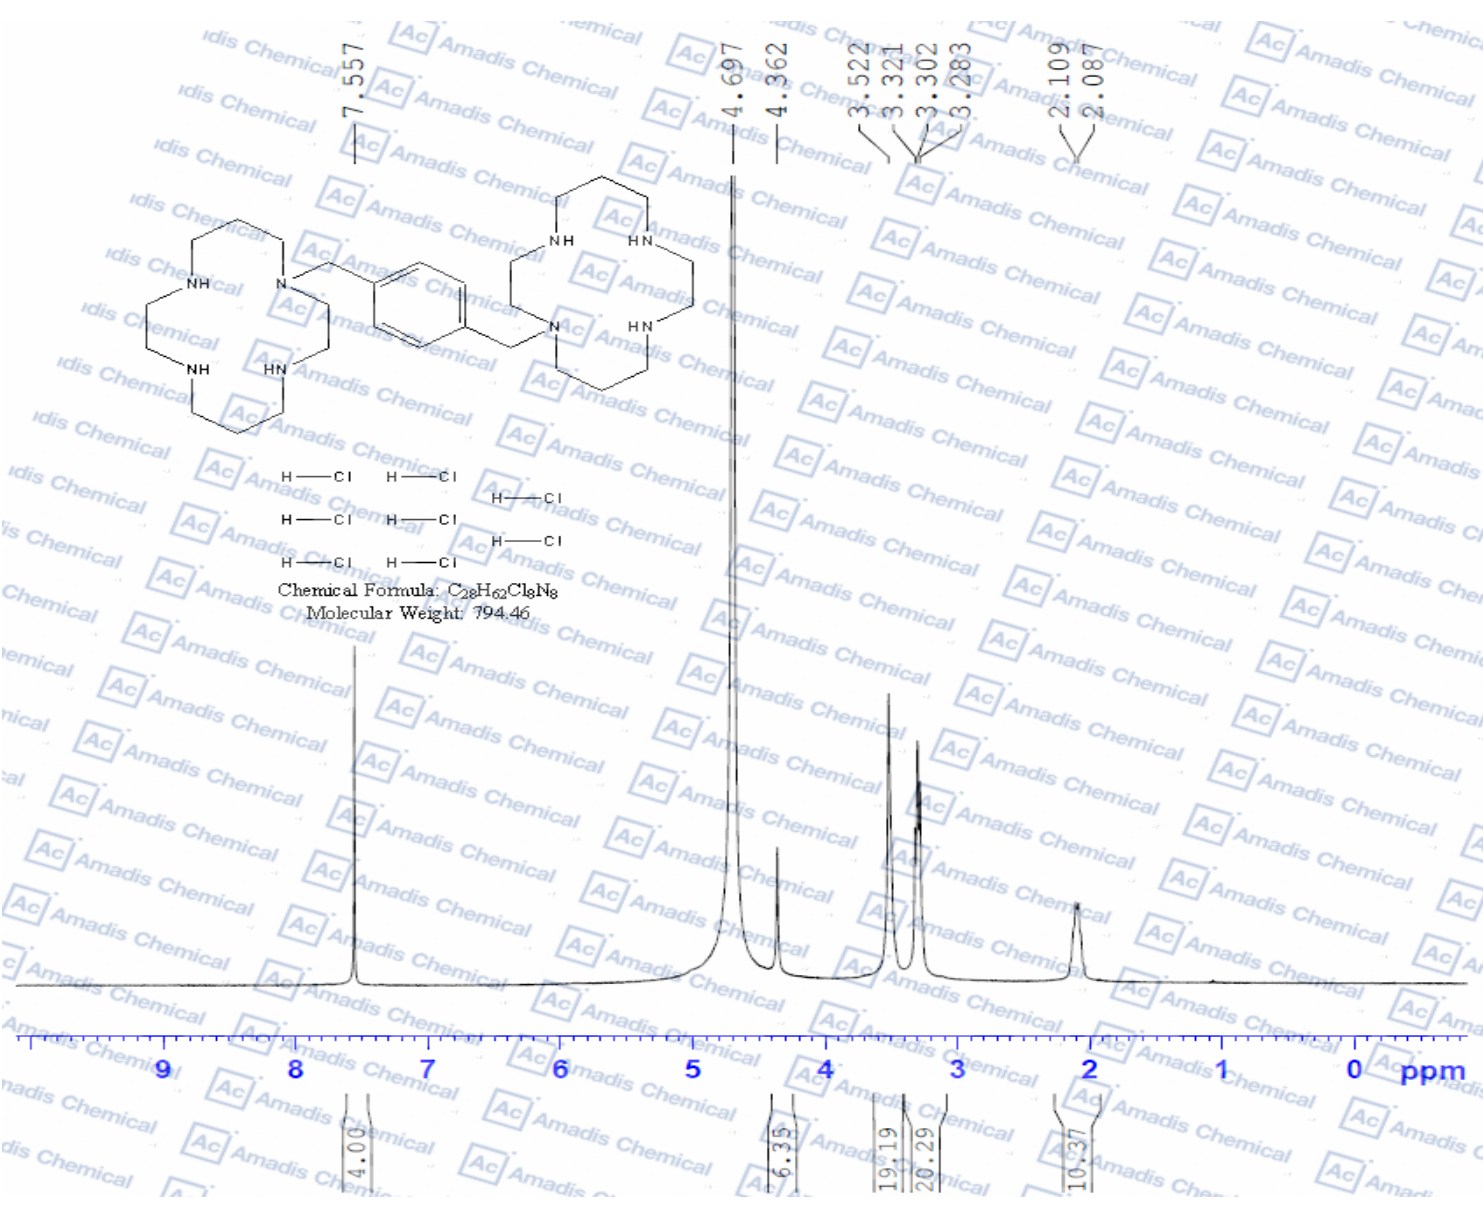 7.557
4.697
4.362
3.522
3.321
3.302
3.283
2.109
2.087
NH
HN
NH
N
N
HN
NH
HN
H Cl H Cl
H Cl
H Cl H Cl
H Cl
H Cl H Cl
Chemical Formula: C28H62Cl8N8
Molecular Weight: 794.46
9 8 7 6 5 4 3 2 1 0 ppm
4.00
6.35
19.19
20.29
10.37
Ac Amadis Chemical